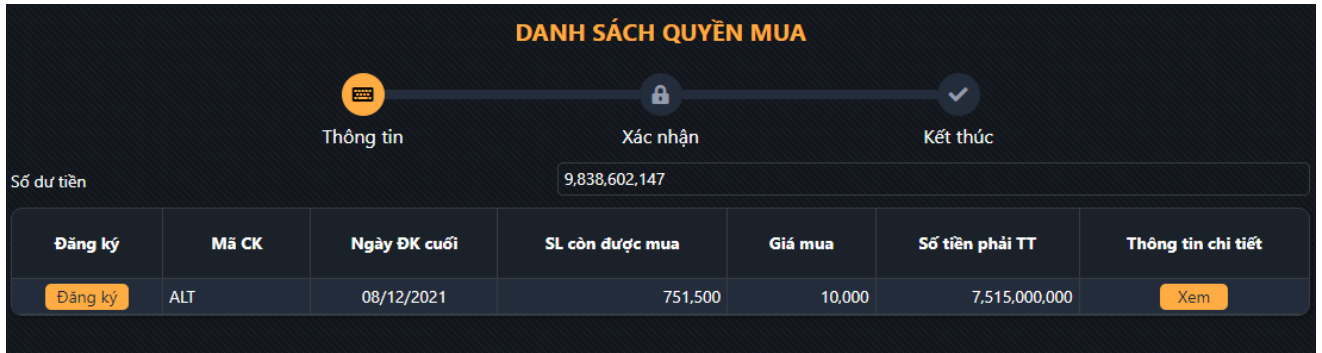 DANH SÁCH QUYỀN MUA
Thông tin Xác nhận Kết thúc
Số dư tiền 9,838,602,147
Đăng ký Mã CK Ngày ĐK cuối SL còn được mua Giá mua Số tiền phải TT Thông tin chi tiết
Đăng ký ALT 08/12/2021 751,500 10,000 7,515,000,000 Xem